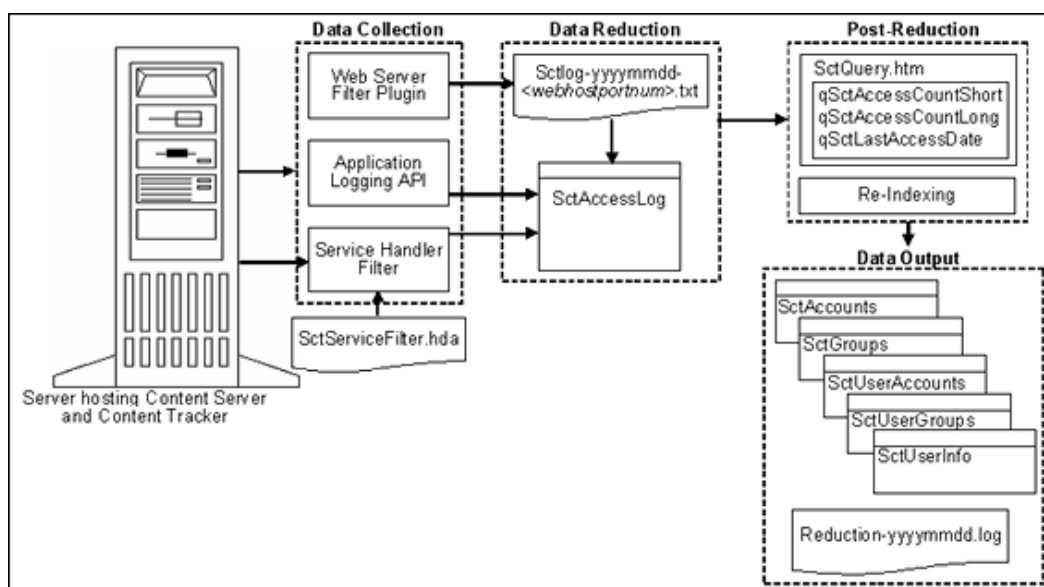 Data Collection
Web Server
Filter Plugin
Application
Logging API
Service Handler
Filter
SctServiceFilter.hda
Server hosting Content Server
and Content Tracker
Data Reduction
Sctlog-yyyymmdd-
<webhostportnum>.txt
SctAccessLog
Post-Reduction
SctQuery.htm
qSctAccessCountShort
qSctAccessCountLong
qSctLastAccessDate
Re-Indexing
Data Output
SctAccounts
SctGroups
SctUserAccounts
SctUserGroups
SctUserInfo
Reduction-yyyymmdd.log